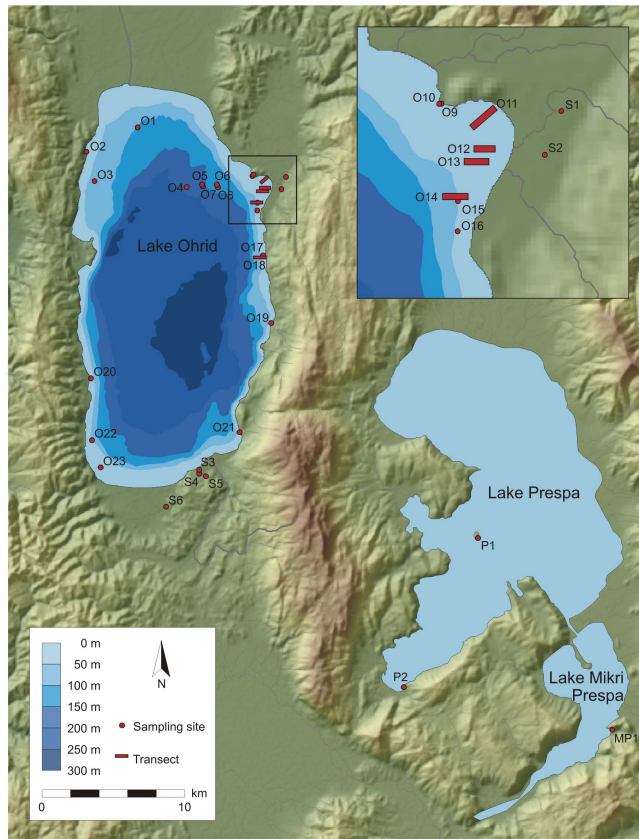 O10
O9
O11
S1
O12
O13
S2
O14
O15
O16
O1
O2
O3
O4
O5
O6
O7
O8
Lake Ohrid
O17
O18
O19
O20
O21
O22
O23
S3
S4
S5
S6
Lake Prespa
P1
P2
Lake Mikri
Prespa
MP1
0 m
50 m
100 m
150 m
200 m
250 m
300 m
N
Sampling site
Transect
km
0 10